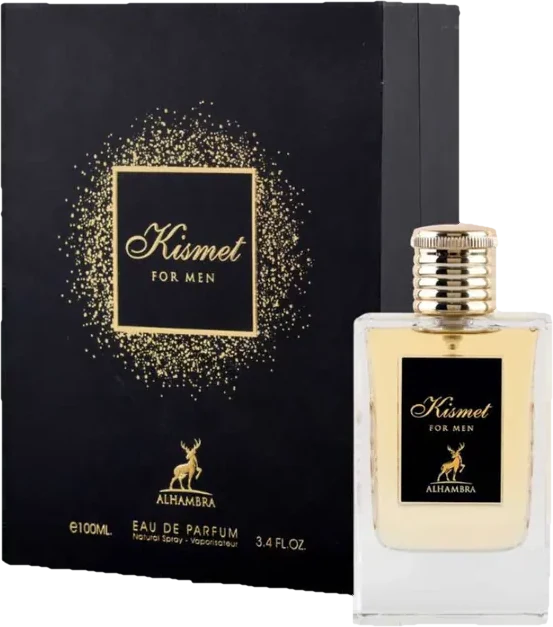 Kismet
FOR MEN
ALHAMBRA
e100ML. EAU DE PARFUM 3.4 FL.OZ.
Natural Spray - Vaporisateur
Kismet
FOR MEN
ALHAMBRA